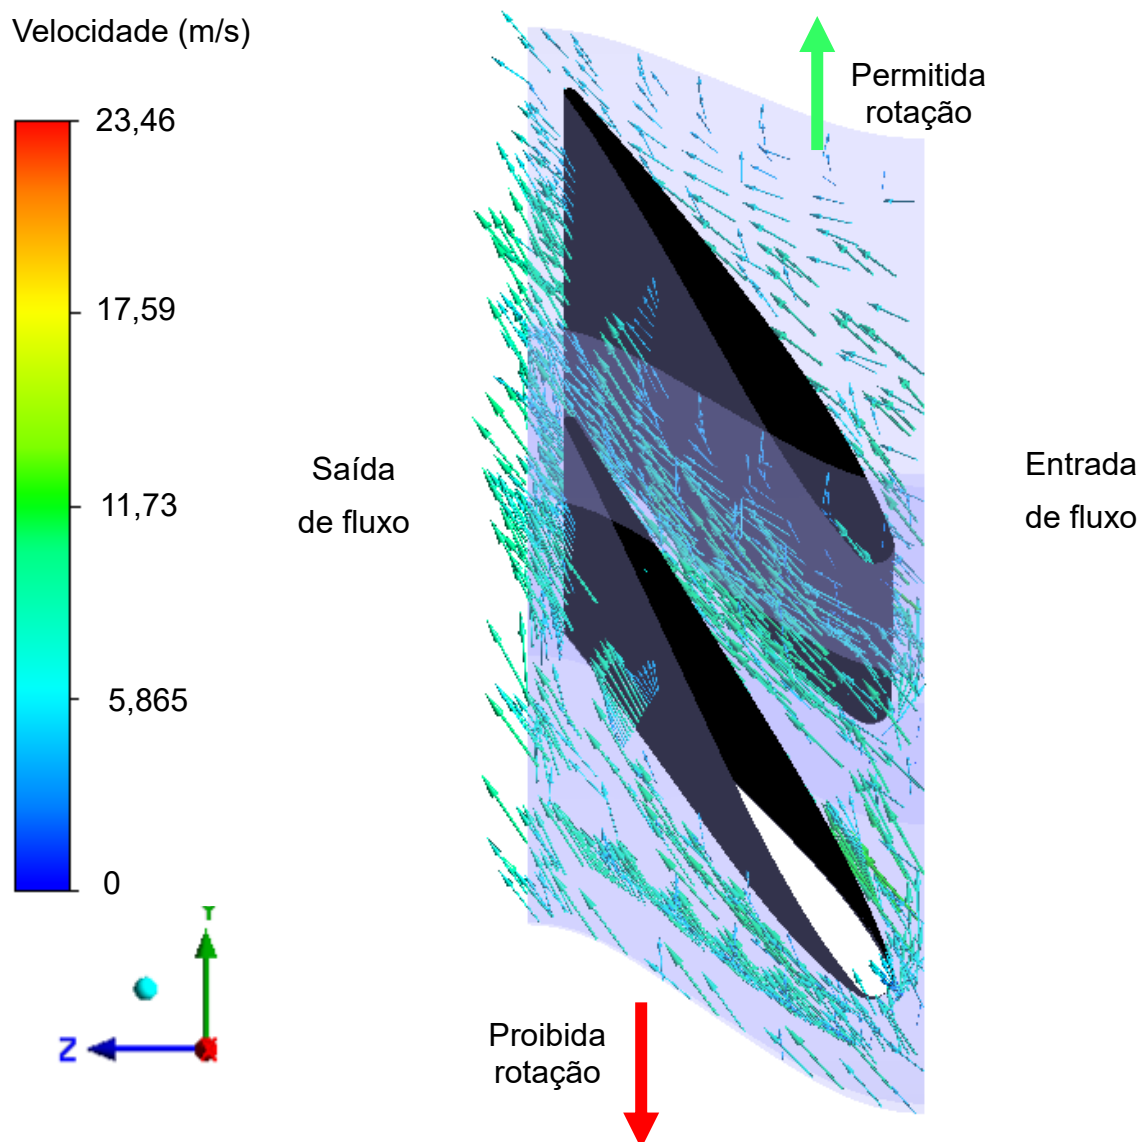 Velocidade (m/s)
23,46
17,59
11,73
5,865
0
Permitida
rotação
Saída
de fluxo
Entrada
de fluxo
Proibida
rotação
Y
Z
X